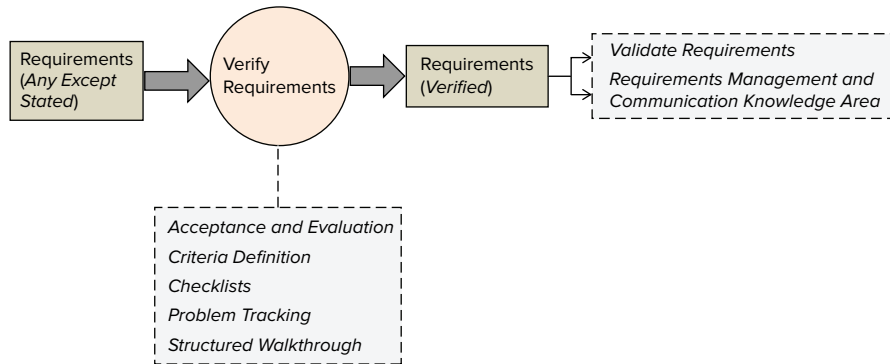 Requirements
(Any Except
Stated)
Verify
Requirements
Requirements
(Verified)
Validate Requirements
Requirements Management and
Communication Knowledge Area
Acceptance and Evaluation
Criteria Definition
Checklists
Problem Tracking
Structured Walkthrough